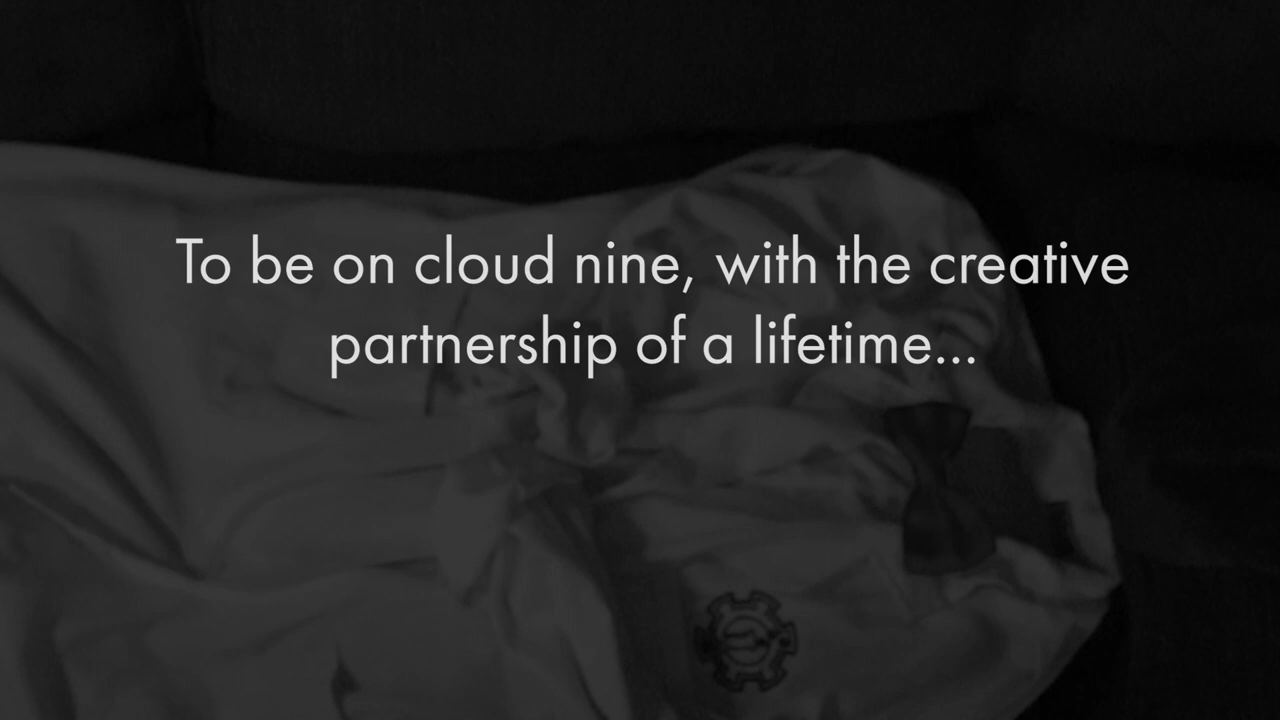 To be on cloud nine, with the creative
partnership of a lifetime...